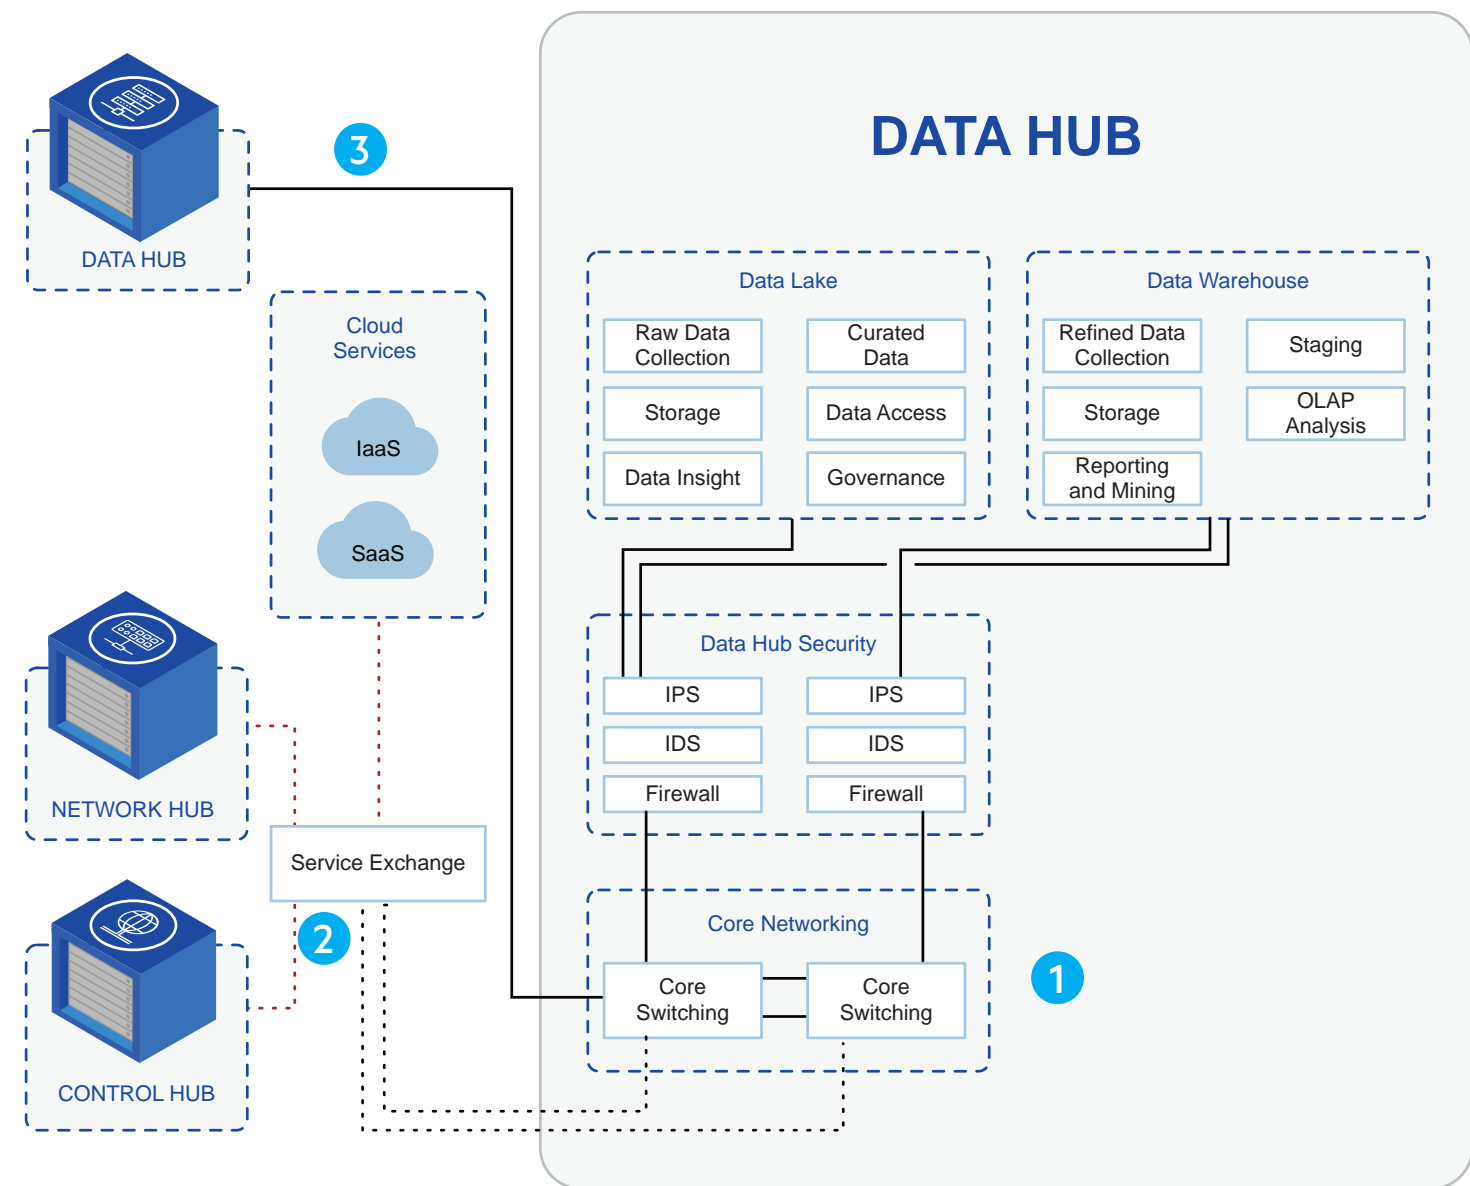 DATA HUB
3
DATA HUB
Cloud
Services
IaaS
SaaS
NETWORK HUB
Service Exchange
2
CONTROL HUB
Data Lake
Raw Data
Collection
Curated
Data
Storage
Data Access
Data Insight
Governance
Data Warehouse
Refined Data
Collection
Staging
Storage
OLAP
Analysis
Reporting
and Mining
Data Hub Security
IPS
IPS
IDS
IDS
Firewall
Firewall
Core Networking
Core
Switching
Core
Switching
1